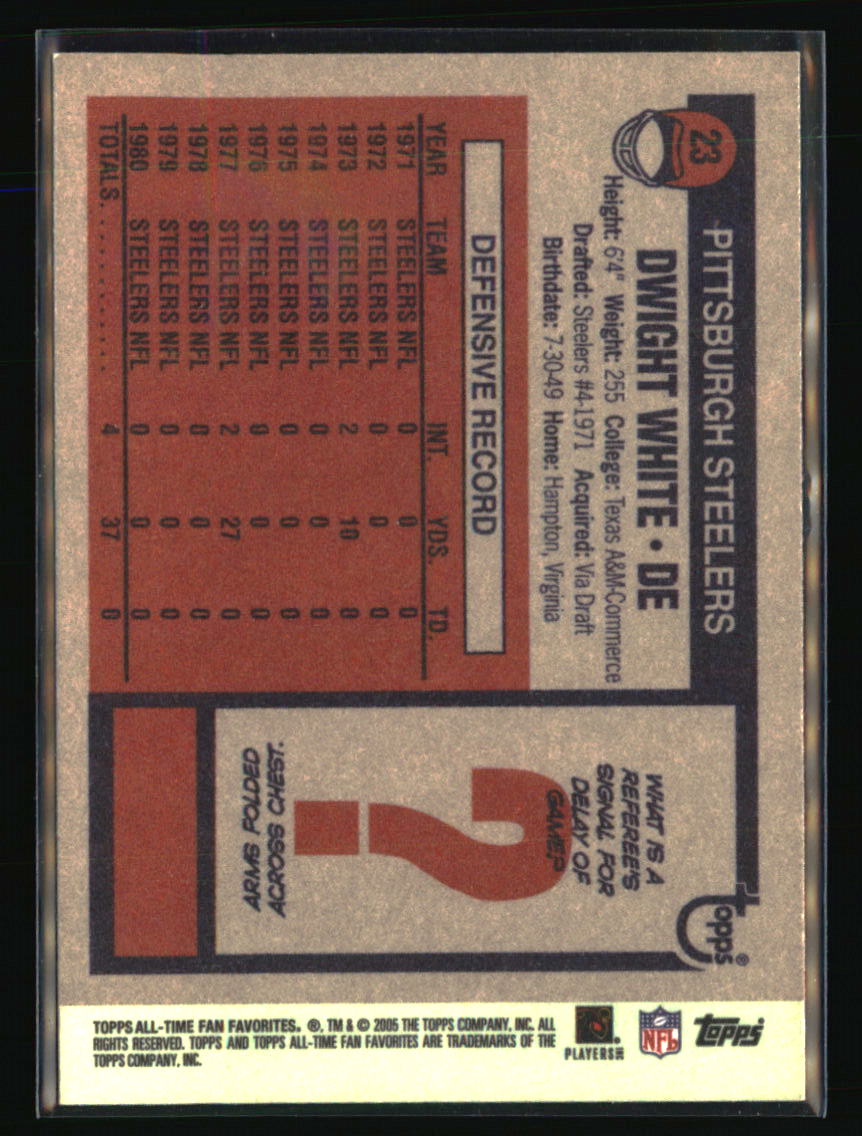 23
PITTSBURGH STEELERS
DWIGHT WHITE • DE
Height: 6'4" Weight: 255 College: Texas A&M-Commerce
Drafted: Steelers #4-1971 Acquired: Via Draft
Birthdate: 7-30-49 Home: Hampton, Virginia
DEFENSIVE RECORD
YEAR TEAM INT. YDS. TD.
1971 STEELERS NFL 0 0 0
1972 STEELERS NFL 0 0 0
1973 STEELERS NFL 2 10 0
1974 STEELERS NFL 0 0 0
1975 STEELERS NFL 0 0 0
1976 STEELERS NFL 0 0 0
1977 STEELERS NFL 2 27 0
1978 STEELERS NFL 0 0 0
1979 STEELERS NFL 0 0 0
1980 STEELERS NFL 0 0 0
TOTALS. . . . . . . . . . . . 4 37 0
topps®
WHAT IS A
REFEREE'S
SIGNAL FOR
DELAY OF
GAME?
?
ARMS FOLDED
ACROSS CHEST.
Topps
NFL
PLAYERS INC
TOPPS ALL-TIME FAN FAVORITES. ®, TM & © 2005 THE TOPPS COMPANY, INC. ALL
RIGHTS RESERVED. TOPPS AND TOPPS ALL-TIME FAN FAVORITES ARE TRADEMARKS OF THE
TOPPS COMPANY, INC.